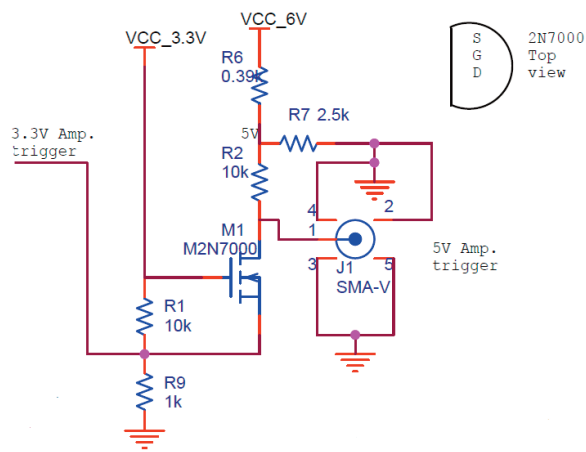 VCC_6V
VCC_3.3V
R6
0.39k
S
G
D
2N7000
Top
view
R7 2.5k
3.3V Amp.
trigger
5V
R2
10k
4
2
1
M1
M2N7000
3
J1
5
SMA-V
5V Amp.
trigger
R1
10k
R9
1k